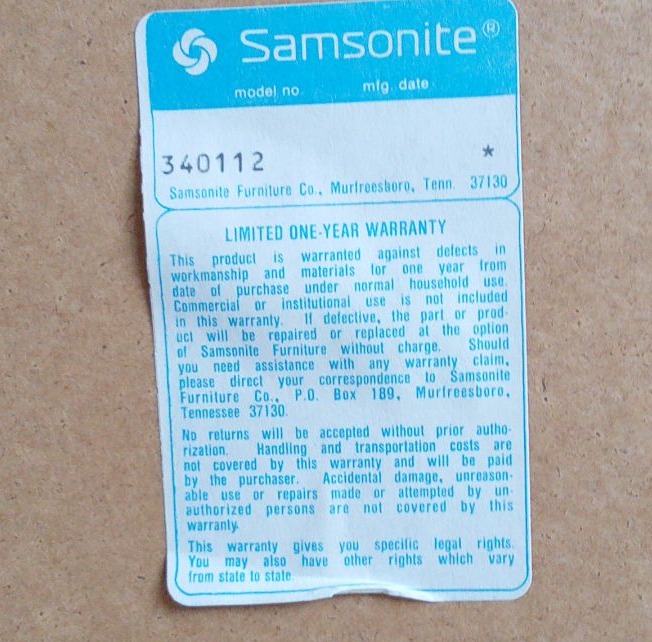 Samsonite®
model no mfg. date
340112 *
Samsonite Furniture Co., Murfreesboro, Tenn. 37130
LIMITED ONE-YEAR WARRANTY
This product is warranted against defects in
workmanship and materials for one year from
date of purchase under normal household use.
Commercial or institutional use is not included
in this warranty. If defective, the part or prod-
uct will be repaired or replaced at the option
of Samsonite Furniture without charge. Should
you need assistance with any warranty claim,
please direct your correspondence to Samsonite
Furniture Co., P.O. Box 189, Murfreesboro,
Tennessee 37130.
No returns will be accepted without prior autho-
rization. Handling and transportation costs are
not covered by this warranty and will be paid
by the purchaser. Accidental damage, unreason-
able use or repairs made or attempted by un-
authorized persons are not covered by this
warranty.
This warranty gives you specific legal rights.
You may also have other rights which vary
from state to state.